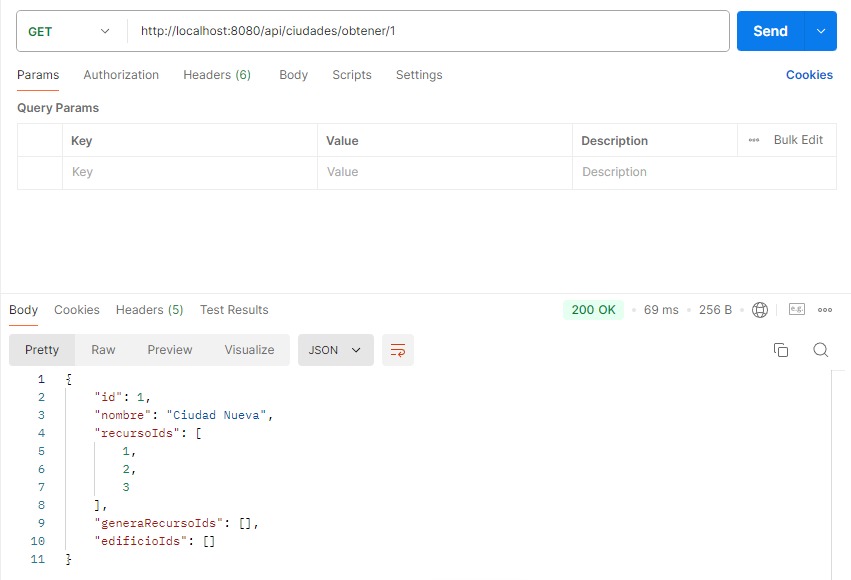 GET http://localhost:8080/api/ciudades/obtener/1 Send
Params Authorization Headers (6) Body Scripts Settings Cookies
Query Params
Key Value Description Bulk Edit
Key Value Description
Body Cookies Headers (5) Test Results 200 OK 69 ms 256 B e.g.
Pretty Raw Preview Visualize JSON
1 {
2 "id": 1,
3 "nombre": "Ciudad Nueva",
4 "recursoIds": [
5 1,
6 2,
7 3
8 ],
9 "generaRecursoIds": [],
10 "edificioIds": []
11 }